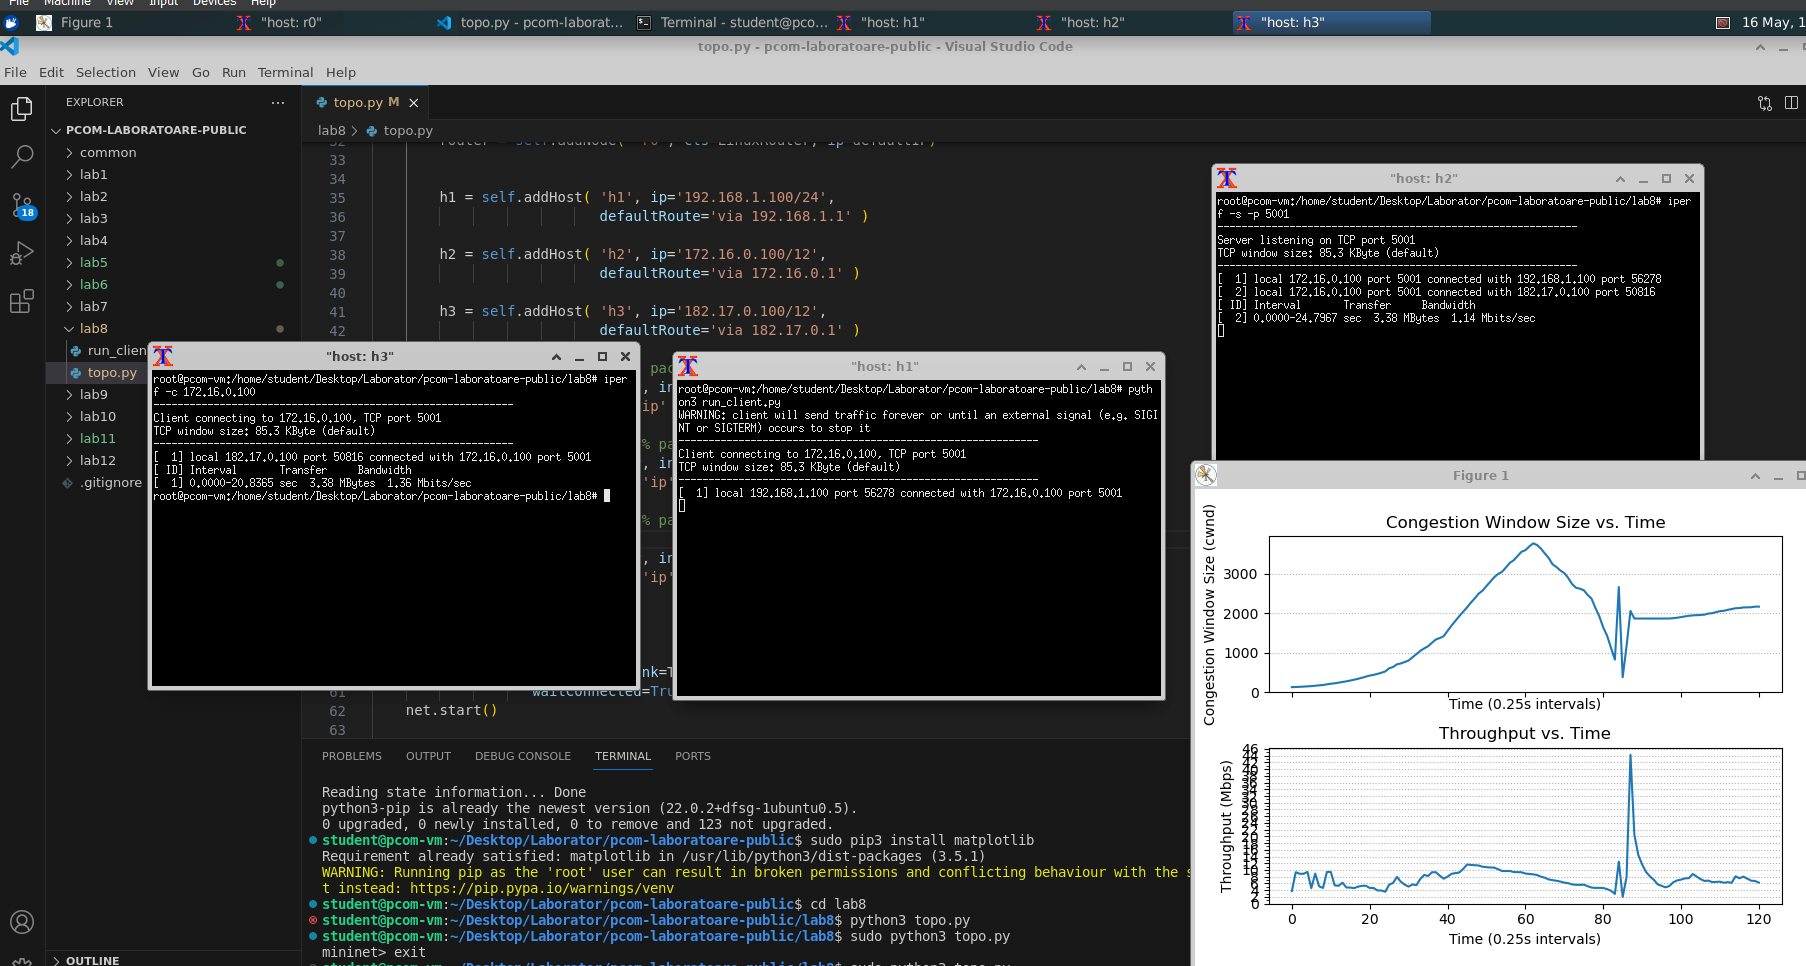 File Machine View Input Devices Help
Figure 1
"host: r0"
topo.py - pcom-laborat...
Terminal - student@pco...
"host: h1"
"host: h2"
"host: h3"
16 May, 1
topo.py - pcom-laboratoare-public - Visual Studio Code
File Edit Selection View Go Run Terminal Help
EXPLORER
PCOM-LABORATOARE-PUBLIC
common
lab1
lab2
18
lab3
lab4
lab5
lab6
lab7
lab8
run_clien
topo.py
lab9
lab10
lab11
lab12
.gitignore
OUTLINE
topo.py M
lab8 > topo.py
33
34
35 h1 = self.addHost( 'h1', ip='192.168.1.100/24',
36 defaultRoute='via 192.168.1.1' )
37
38 h2 = self.addHost( 'h2', ip='172.16.0.100/12',
39 defaultRoute='via 172.16.0.1' )
40
41 h3 = self.addHost( 'h3', ip='182.17.0.100/12',
42 defaultRoute='via 182.17.0.1' )
61 waitConnected=Tru
62 net.start()
63
"host: h3"
root@pcom-vm:/home/student/Desktop/Laborator/pcom-laboratoare-public/lab8# iper
f -c 172.16.0.100
------------------------------------------------------------
Client connecting to 172.16.0.100, TCP port 5001
TCP window size: 85.3 KByte (default)
------------------------------------------------------------
[  1] local 182.17.0.100 port 50816 connected with 172.16.0.100 port 5001
[ ID] Interval       Transfer     Bandwidth
[  1] 0.0000-20.8365 sec  3.38 MBytes  1.36 Mbits/sec
root@pcom-vm:/home/student/Desktop/Laborator/pcom-laboratoare-public/lab8#
"host: h1"
root@pcom-vm:/home/student/Desktop/Laborator/pcom-laboratoare-public/lab8# pyth
on3 run_client.py
WARNING: client will send traffic forever or until an external signal (e.g. SIGI
NT or SIGTERM) occurs to stop it
------------------------------------------------------------
Client connecting to 172.16.0.100, TCP port 5001
TCP window size: 85.3 KByte (default)
------------------------------------------------------------
[  1] local 192.168.1.100 port 56278 connected with 172.16.0.100 port 5001
"host: h2"
root@pcom-vm:/home/student/Desktop/Laborator/pcom-laboratoare-public/lab8# iper
f -s -p 5001
------------------------------------------------------------
Server listening on TCP port 5001
TCP window size: 85.3 KByte (default)
------------------------------------------------------------
[  1] local 172.16.0.100 port 5001 connected with 192.168.1.100 port 56278
[  2] local 172.16.0.100 port 5001 connected with 182.17.0.100 port 50816
[ ID] Interval       Transfer     Bandwidth
[  2] 0.0000-24.7967 sec  3.38 MBytes  1.14 Mbits/sec
Figure 1
Congestion Window Size vs. Time
Congestion Window Size (cwnd)
3000
2000
1000
0
Time (0.25s intervals)
Throughput vs. Time
Throughput (Mbps)
46
44
42
40
38
36
34
32
30
28
26
24
22
20
18
16
14
12
10
8
6
4
2
0
0 20 40 60 80 100 120
Time (0.25s intervals)
PROBLEMS OUTPUT DEBUG CONSOLE TERMINAL PORTS
Reading state information... Done
python3-pip is already the newest version (22.0.2+dfsg-1ubuntu0.5).
0 upgraded, 0 newly installed, 0 to remove and 123 not upgraded.
student@pcom-vm:~/Desktop/Laborator/pcom-laboratoare-public$ sudo pip3 install matplotlib
Requirement already satisfied: matplotlib in /usr/lib/python3/dist-packages (3.5.1)
WARNING: Running pip as the 'root' user can result in broken permissions and conflicting behaviour with the s
t instead: https://pip.pypa.io/warnings/venv
student@pcom-vm:~/Desktop/Laborator/pcom-laboratoare-public$ cd lab8
student@pcom-vm:~/Desktop/Laborator/pcom-laboratoare-public/lab8$ python3 topo.py
student@pcom-vm:~/Desktop/Laborator/pcom-laboratoare-public/lab8$ sudo python3 topo.py
mininet> exit